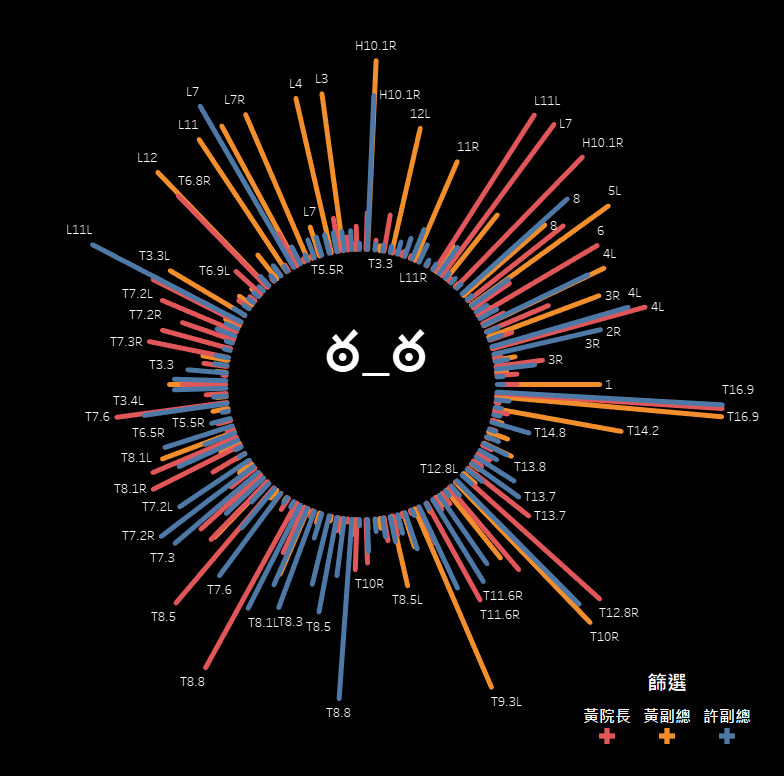 H10.1R
L7
L4
L3
L7R
H10.1R
L11L
12L
L7
L11
11R
H10.1R
L12
T6.8R
8
5L
L7
8
L11L
6
T3.3L
T6.9L
T5.5R
T3.3
L11R
4L
T7.2L
3R
4L
4L
T7.2R
2R
T7.3R
3R
3R
ಠ_ಠ
T3.3
1
T16.9
T3.4L
T7.6
T16.9
T5.5R
T6.5R
T14.8
T14.2
T8.1L
T13.8
T12.8L
T8.1R
T13.7
T7.2L
T13.7
T7.2R
T7.3
T7.6
T10R
T11.6R
T8.5L
T8.5
T11.6R
T12.8R
T8.1L
T8.3
T8.5
T10R
T8.8
T9.3L
T8.8
篩選
黃院長 黃副總 許副總